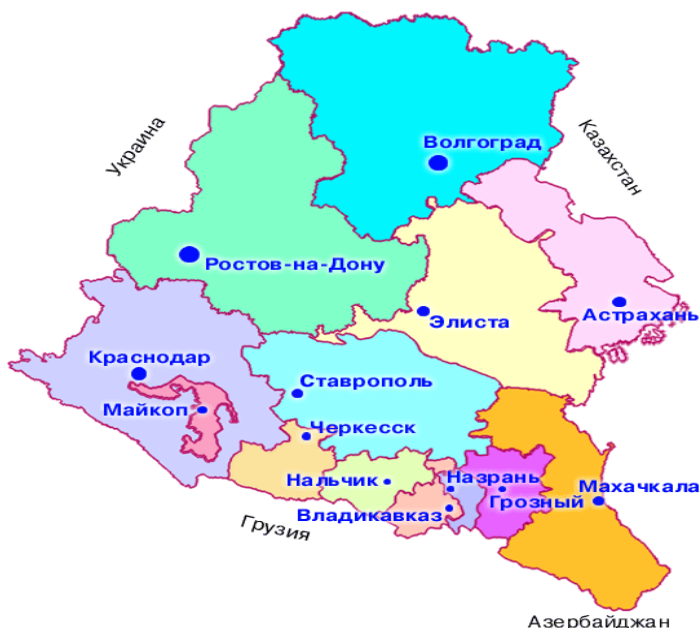 Украина
Волгоград
Казахстан
Ростов-на-Дону
Астрахань
Элиста
Краснодар
Ставрополь
Майкоп
Черкесск
Нальчик
Назрань
Грозный
Махачкала
Владикавказ
Грузия
Азербайджан